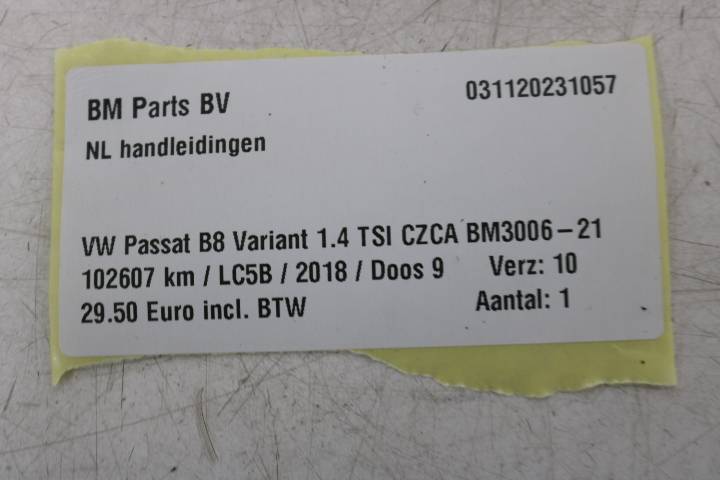 BM Parts BV 031120231057
NL handleidingen
VW Passat B8 Variant 1.4 TSI CZCA BM3006-21
102607 km / LC5B / 2018 / Doos 9 Verz: 10
29.50 Euro incl. BTW Aantal: 1